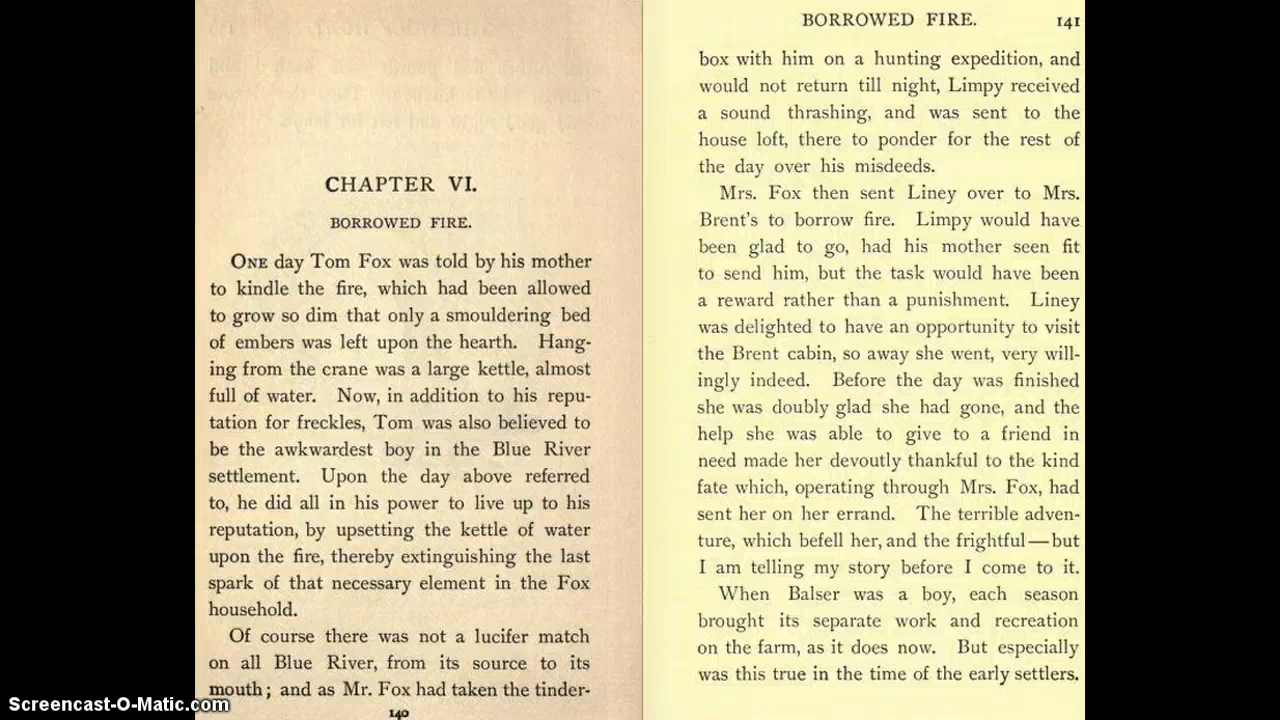 CHAPTER VI.
BORROWED FIRE.
ONE day Tom Fox was told by his mother
to kindle the fire, which had been allowed
to grow so dim that only a smouldering bed
of embers was left upon the hearth. Hang-
ing from the crane was a large kettle, almost
full of water. Now, in addition to his repu-
tation for freckles, Tom was also believed to
be the awkwardest boy in the Blue River
settlement. Upon the day above referred
to, he did all in his power to live up to his
reputation, by upsetting the kettle of water
upon the fire, thereby extinguishing the last
spark of that necessary element in the Fox
household.
Of course there was not a lucifer match
on all Blue River, from its source to its
mouth; and as Mr. Fox had taken the tinder-
140
BORROWED FIRE. 141
box with him on a hunting expedition, and
would not return till night, Limpy received
a sound thrashing, and was sent to the
house loft, there to ponder for the rest of
the day over his misdeeds.
Mrs. Fox then sent Liney over to Mrs.
Brent's to borrow fire. Limpy would have
been glad to go, had his mother seen fit
to send him, but the task would have been
a reward rather than a punishment. Liney
was delighted to have an opportunity to visit
the Brent cabin, so away she went, very will-
ingly indeed. Before the day was finished
she was doubly glad she had gone, and the
help she was able to give to a friend in
need made her devoutly thankful to the kind
fate which, operating through Mrs. Fox, had
sent her on her errand. The terrible adven-
ture, which befell her, and the frightful—but
I am telling my story before I come to it.
When Balser was a boy, each season
brought its separate work and recreation
on the farm, as it does now. But especially
was this true in the time of the early settlers.
Screencast-O-Matic.com